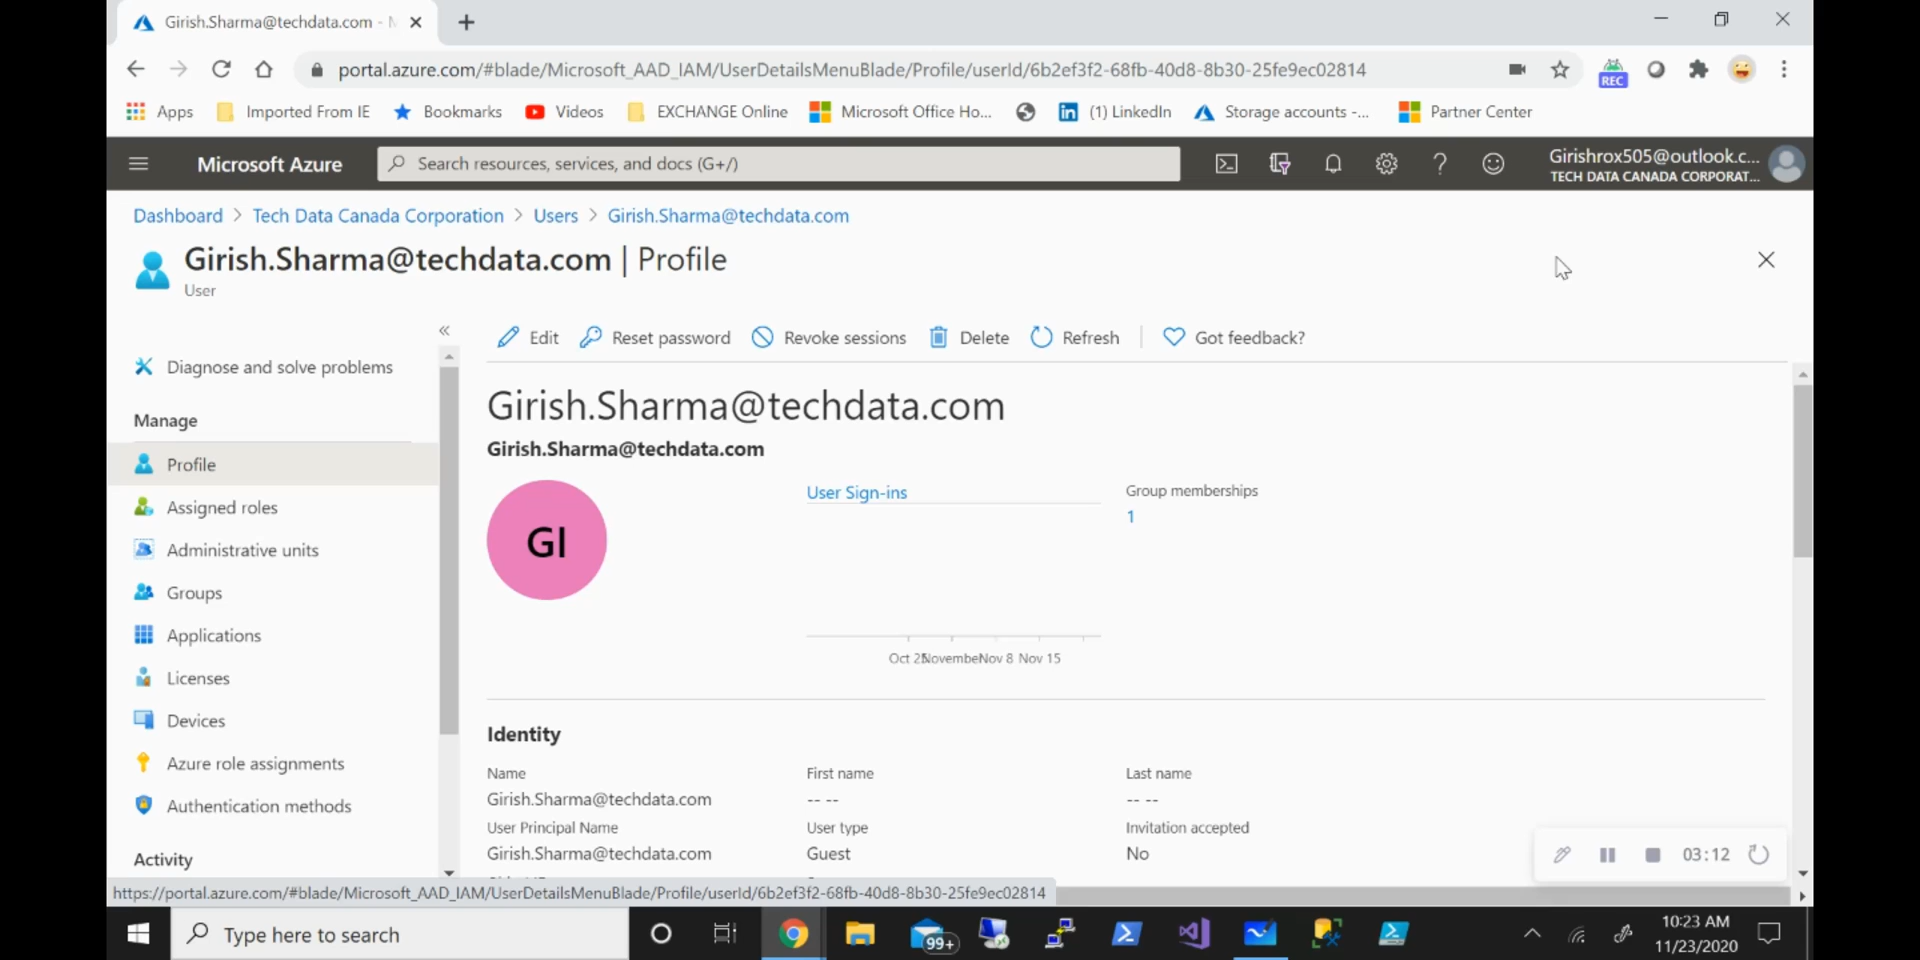 Girish.Sharma@techdata.com - M
portal.azure.com/#blade/Microsoft_AAD_IAM/UserDetailsMenuBlade/Profile/userId/6b2ef3f2-68fb-40d8-8b30-25fe9ec02814
REC
Apps Imported From IE Bookmarks Videos EXCHANGE Online Microsoft Office Ho... (1) LinkedIn Storage accounts -... Partner Center
Microsoft Azure Search resources, services, and docs (G+/) Girishrox505@outlook.c...
TECH DATA CANADA CORPORAT...
Dashboard > Tech Data Canada Corporation > Users > Girish.Sharma@techdata.com
Girish.Sharma@techdata.com | Profile
User
Edit Reset password Revoke sessions Delete Refresh Got feedback?
Diagnose and solve problems
Manage
Profile
Assigned roles
Administrative units
Groups
Applications
Licenses
Devices
Azure role assignments
Authentication methods
Activity
Girish.Sharma@techdata.com
Girish.Sharma@techdata.com
GI
User Sign-ins
Group memberships
1
Nov 8 Nov 15
Identity
Name First name Last name
Girish.Sharma@techdata.com -- -- -- --
User Principal Name User type Invitation accepted
Girish.Sharma@techdata.com Guest No
03:12
https://portal.azure.com/#blade/Microsoft_AAD_IAM/UserDetailsMenuBlade/Profile/userId/6b2ef3f2-68fb-40d8-8b30-25fe9ec02814
Type here to search
99+
10:23 AM
11/23/2020